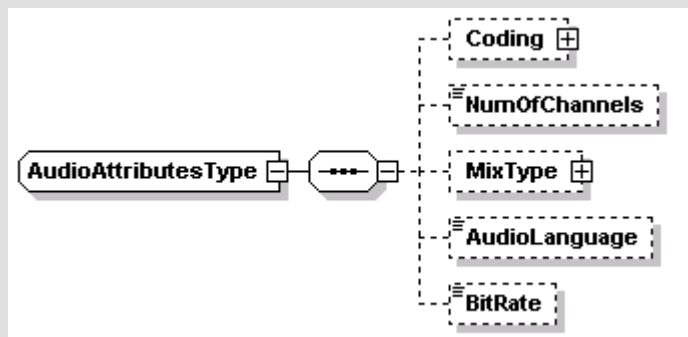 Coding
NumOfChannels
AudioAttributesType
MixType
AudioLanguage
BitRate